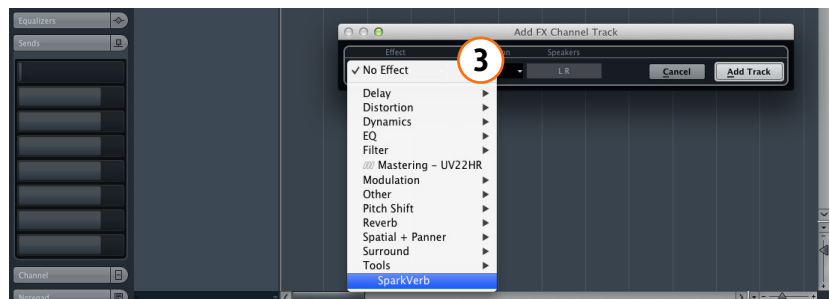 Equalizers
Sends
Add FX Channel Track
Effect
Speakers
3
✓ No Effect
L R
Cancel
Add Track
Delay
Distortion
Dynamics
EQ
Filter
Mastering - UV22HR
Modulation
Other
Pitch Shift
Reverb
Spatial + Panner
Surround
Tools
SparkVerb
Channel
Notepad